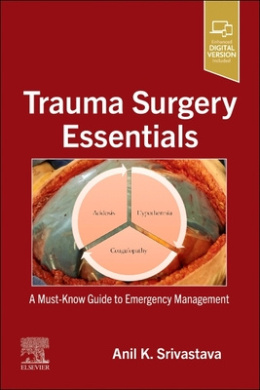 Enhanced
DIGITAL
VERSION
Included
Trauma Surgery
Essentials
Acidosis
Hypothermia
Coagulopathy
A Must-Know Guide to Emergency Management
ELSEVIER
Anil K. Srivastava